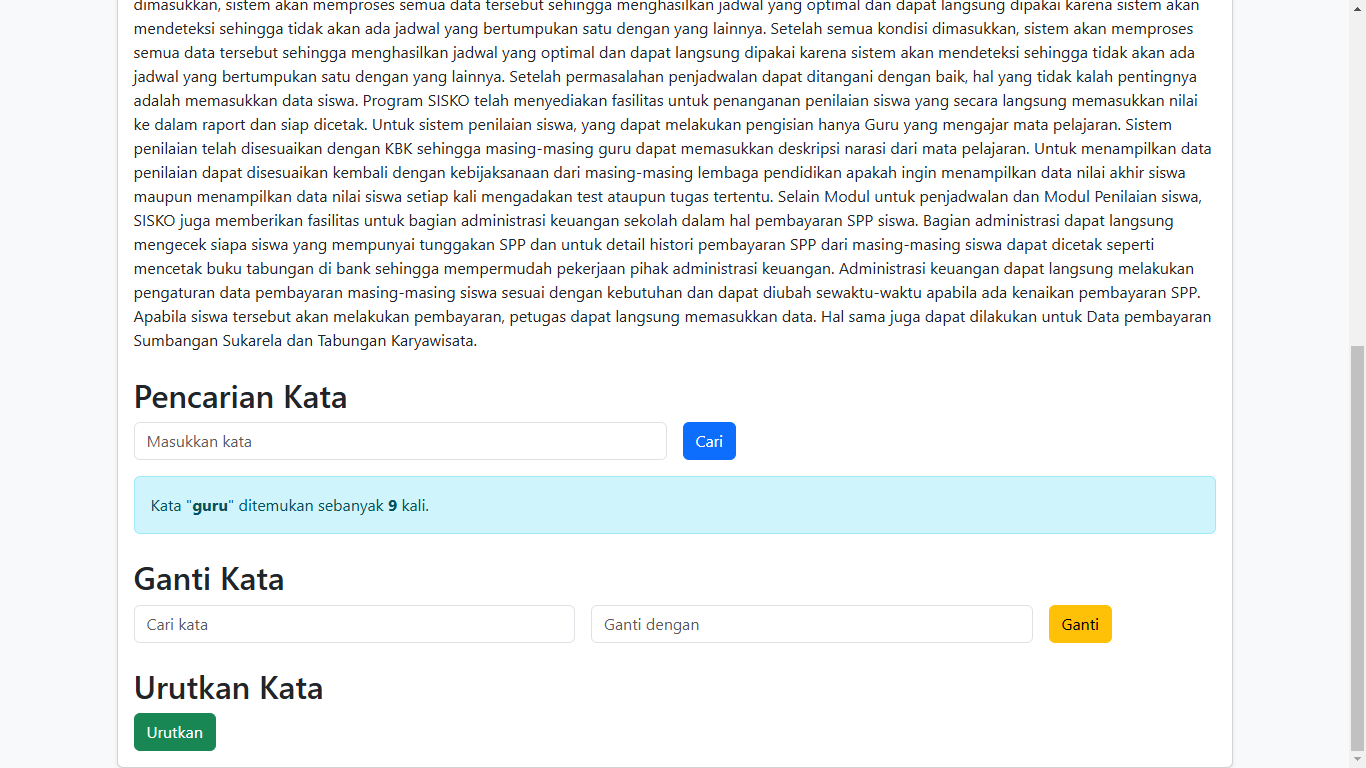 dimasukkan, sistem akan memproses semua data tersebut sehingga menghasilkan jadwal yang optimal dan dapat langsung dipakai karena sistem akan
mendeteksi sehingga tidak akan ada jadwal yang bertumpukan satu dengan yang lainnya. Setelah semua kondisi dimasukkan, sistem akan memproses
semua data tersebut sehingga menghasilkan jadwal yang optimal dan dapat langsung dipakai karena sistem akan mendeteksi sehingga tidak akan ada
jadwal yang bertumpukan satu dengan yang lainnya. Setelah permasalahan penjadwalan dapat ditangani dengan baik, hal yang tidak kalah pentingnya
adalah memasukkan data siswa. Program SISKO telah menyediakan fasilitas untuk penanganan penilaian siswa yang secara langsung memasukkan nilai
ke dalam raport dan siap dicetak. Untuk sistem penilaian siswa, yang dapat melakukan pengisian hanya Guru yang mengajar mata pelajaran. Sistem
penilaian telah disesuaikan dengan KBK sehingga masing-masing guru dapat memasukkan deskripsi narasi dari mata pelajaran. Untuk menampilkan data
penilaian dapat disesuaikan kembali dengan kebijaksanaan dari masing-masing lembaga pendidikan apakah ingin menampilkan data nilai akhir siswa
maupun menampilkan data nilai siswa setiap kali mengadakan test ataupun tugas tertentu. Selain Modul untuk penjadwalan dan Modul Penilaian siswa,
SISKO juga memberikan fasilitas untuk bagian administrasi keuangan sekolah dalam hal pembayaran SPP siswa. Bagian administrasi dapat langsung
mengecek siapa siswa yang mempunyai tunggakan SPP dan untuk detail histori pembayaran SPP dari masing-masing siswa dapat dicetak seperti
mencetak buku tabungan di bank sehingga mempermudah pekerjaan pihak administrasi keuangan. Administrasi keuangan dapat langsung melakukan
pengaturan data pembayaran masing-masing siswa sesuai dengan kebutuhan dan dapat diubah sewaktu-waktu apabila ada kenaikan pembayaran SPP.
Apabila siswa tersebut akan melakukan pembayaran, petugas dapat langsung memasukkan data. Hal sama juga dapat dilakukan untuk Data pembayaran
Sumbangan Sukarela dan Tabungan Karyawisata.
Pencarian Kata
Masukkan kata
Cari
Kata "guru" ditemukan sebanyak 9 kali.
Ganti Kata
Cari kata
Ganti dengan
Ganti
Urutkan Kata
Urutkan